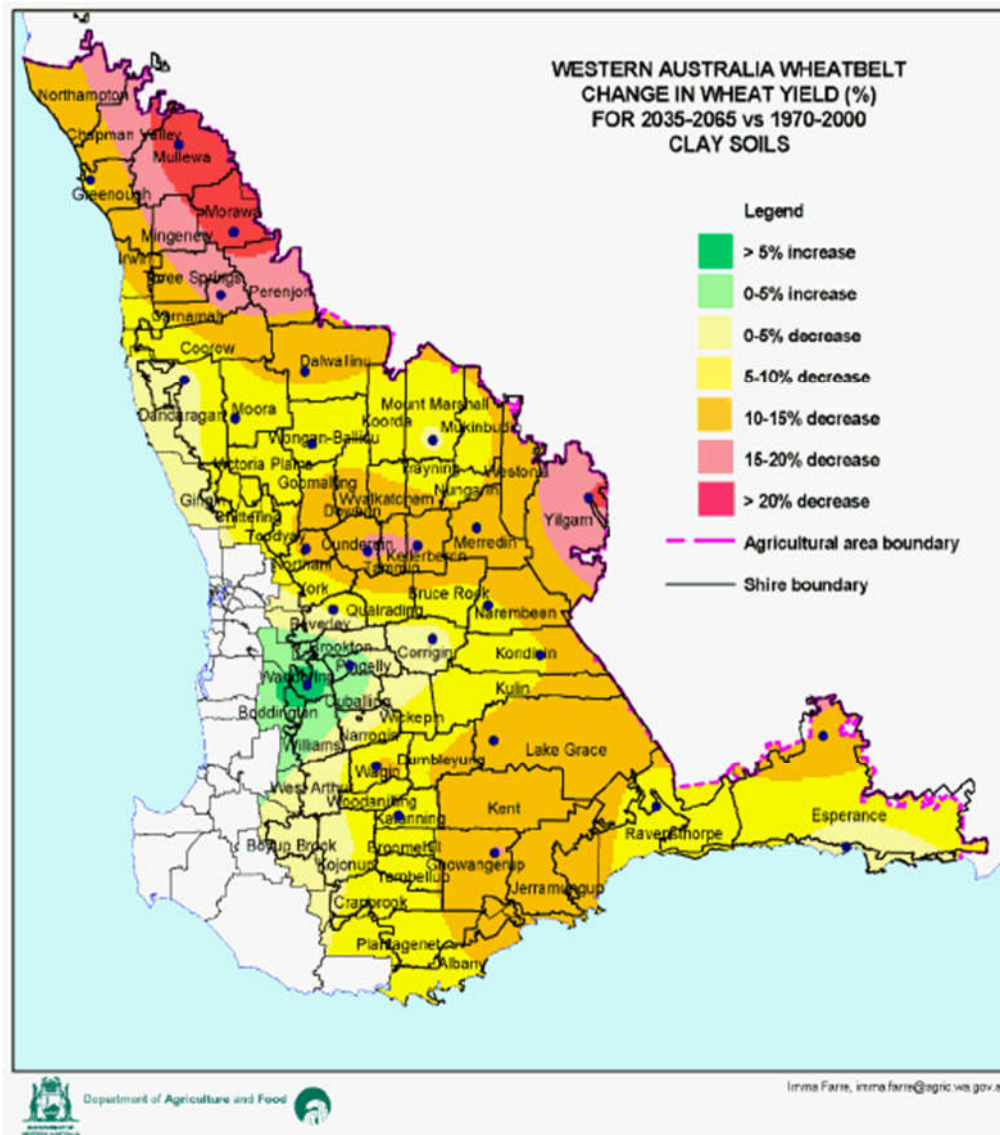 WESTERN AUSTRALIA WHEATBELT
CHANGE IN WHEAT YIELD (%)
FOR 2035-2065 vs 1970-2000
CLAY SOILS
Legend
> 5% increase
0-5% increase
0-5% decrease
5-10% decrease
10-15% decrease
15-20% decrease
> 20% decrease
Agricultural area boundary
Shire boundary
Northampton
Chapman Valley
Mullewa
Greenough
Morawa
Mingenew
Irwin
Three Springs
Perenjori
Carnamah
Coorow
Dalwallinu
Dandaragan
Moora
Koorda
Mount Marshall
Mukinbudin
Wongan-Ballidu
Victoria Plains
Trayning
Westonia
Goomalling
Nungarin
Wyalkatchem
Dowerin
Yilgarn
Gingin
Chittering
Toodyay
Cunderdin
Kellerberrin
Merredin
Northam
Tammin
York
Bruce Rock
Quairading
Narembeen
Beverley
Brookton
Corrigin
Kondinin
Pingelly
Wandering
Kulin
Cuballing
Boddington
Wickepin
Narrogin
Williams
Lake Grace
Dumbleyung
Wagin
West Arthur
Woodanilling
Kent
Katanning
Esperance
Ravensthorpe
Boyup Brook
Broomehill
Kojonup
Gnowangerup
Tambellup
Jerramungup
Cranbrook
Plantagenet
Albany
Department of Agriculture and Food
Imma Farre, imma.farre@agric.wa.gov.a